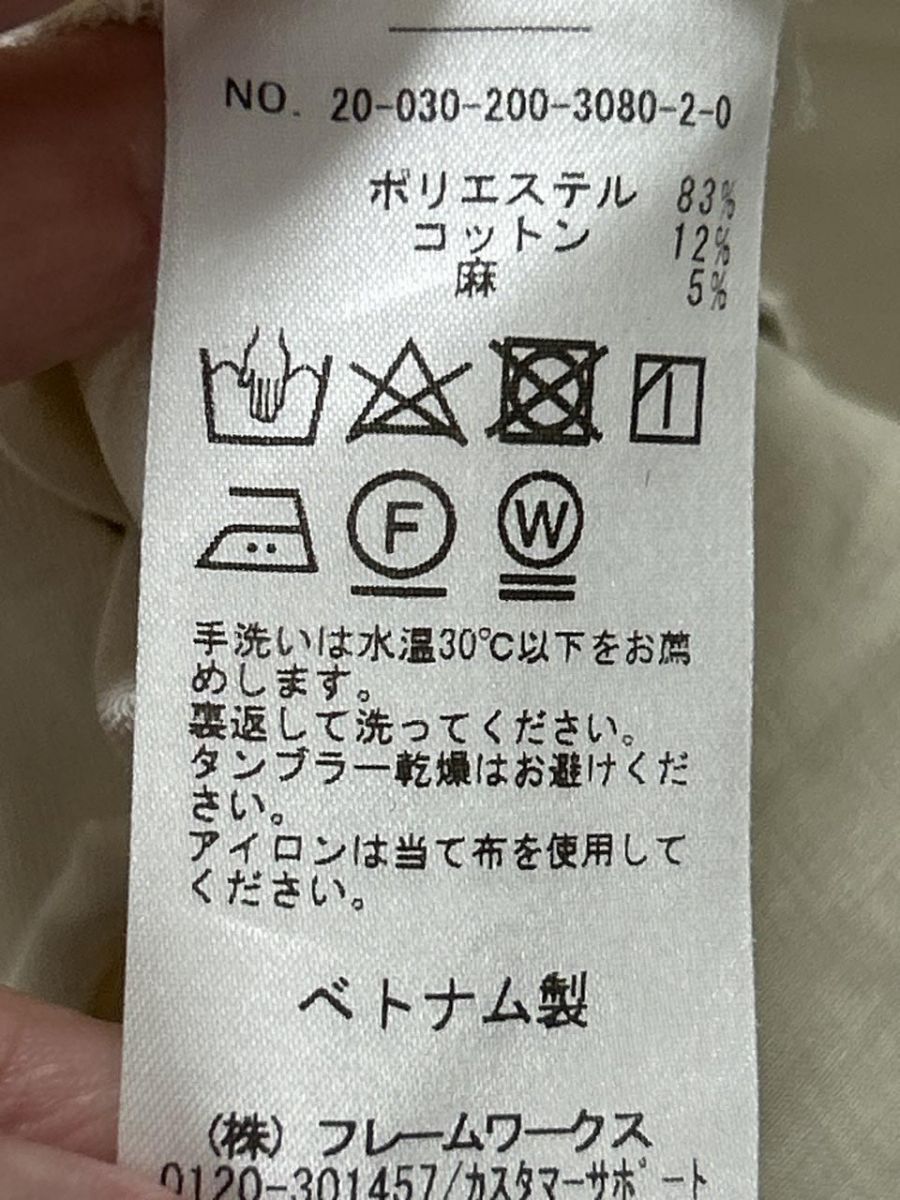 NO. 20-030-200-3080-2-0
ポリエステル 83%
コットン 12%
麻 5%
F W
手洗いは水温30℃以下をお薦
めします。
裏返して洗ってください。
タンブラー乾燥はお避けくだ
さい。
アイロンは当て布を使用して
ください。
ベトナム製
(株) フレームワークス
0120-301457/カスタマーサポート